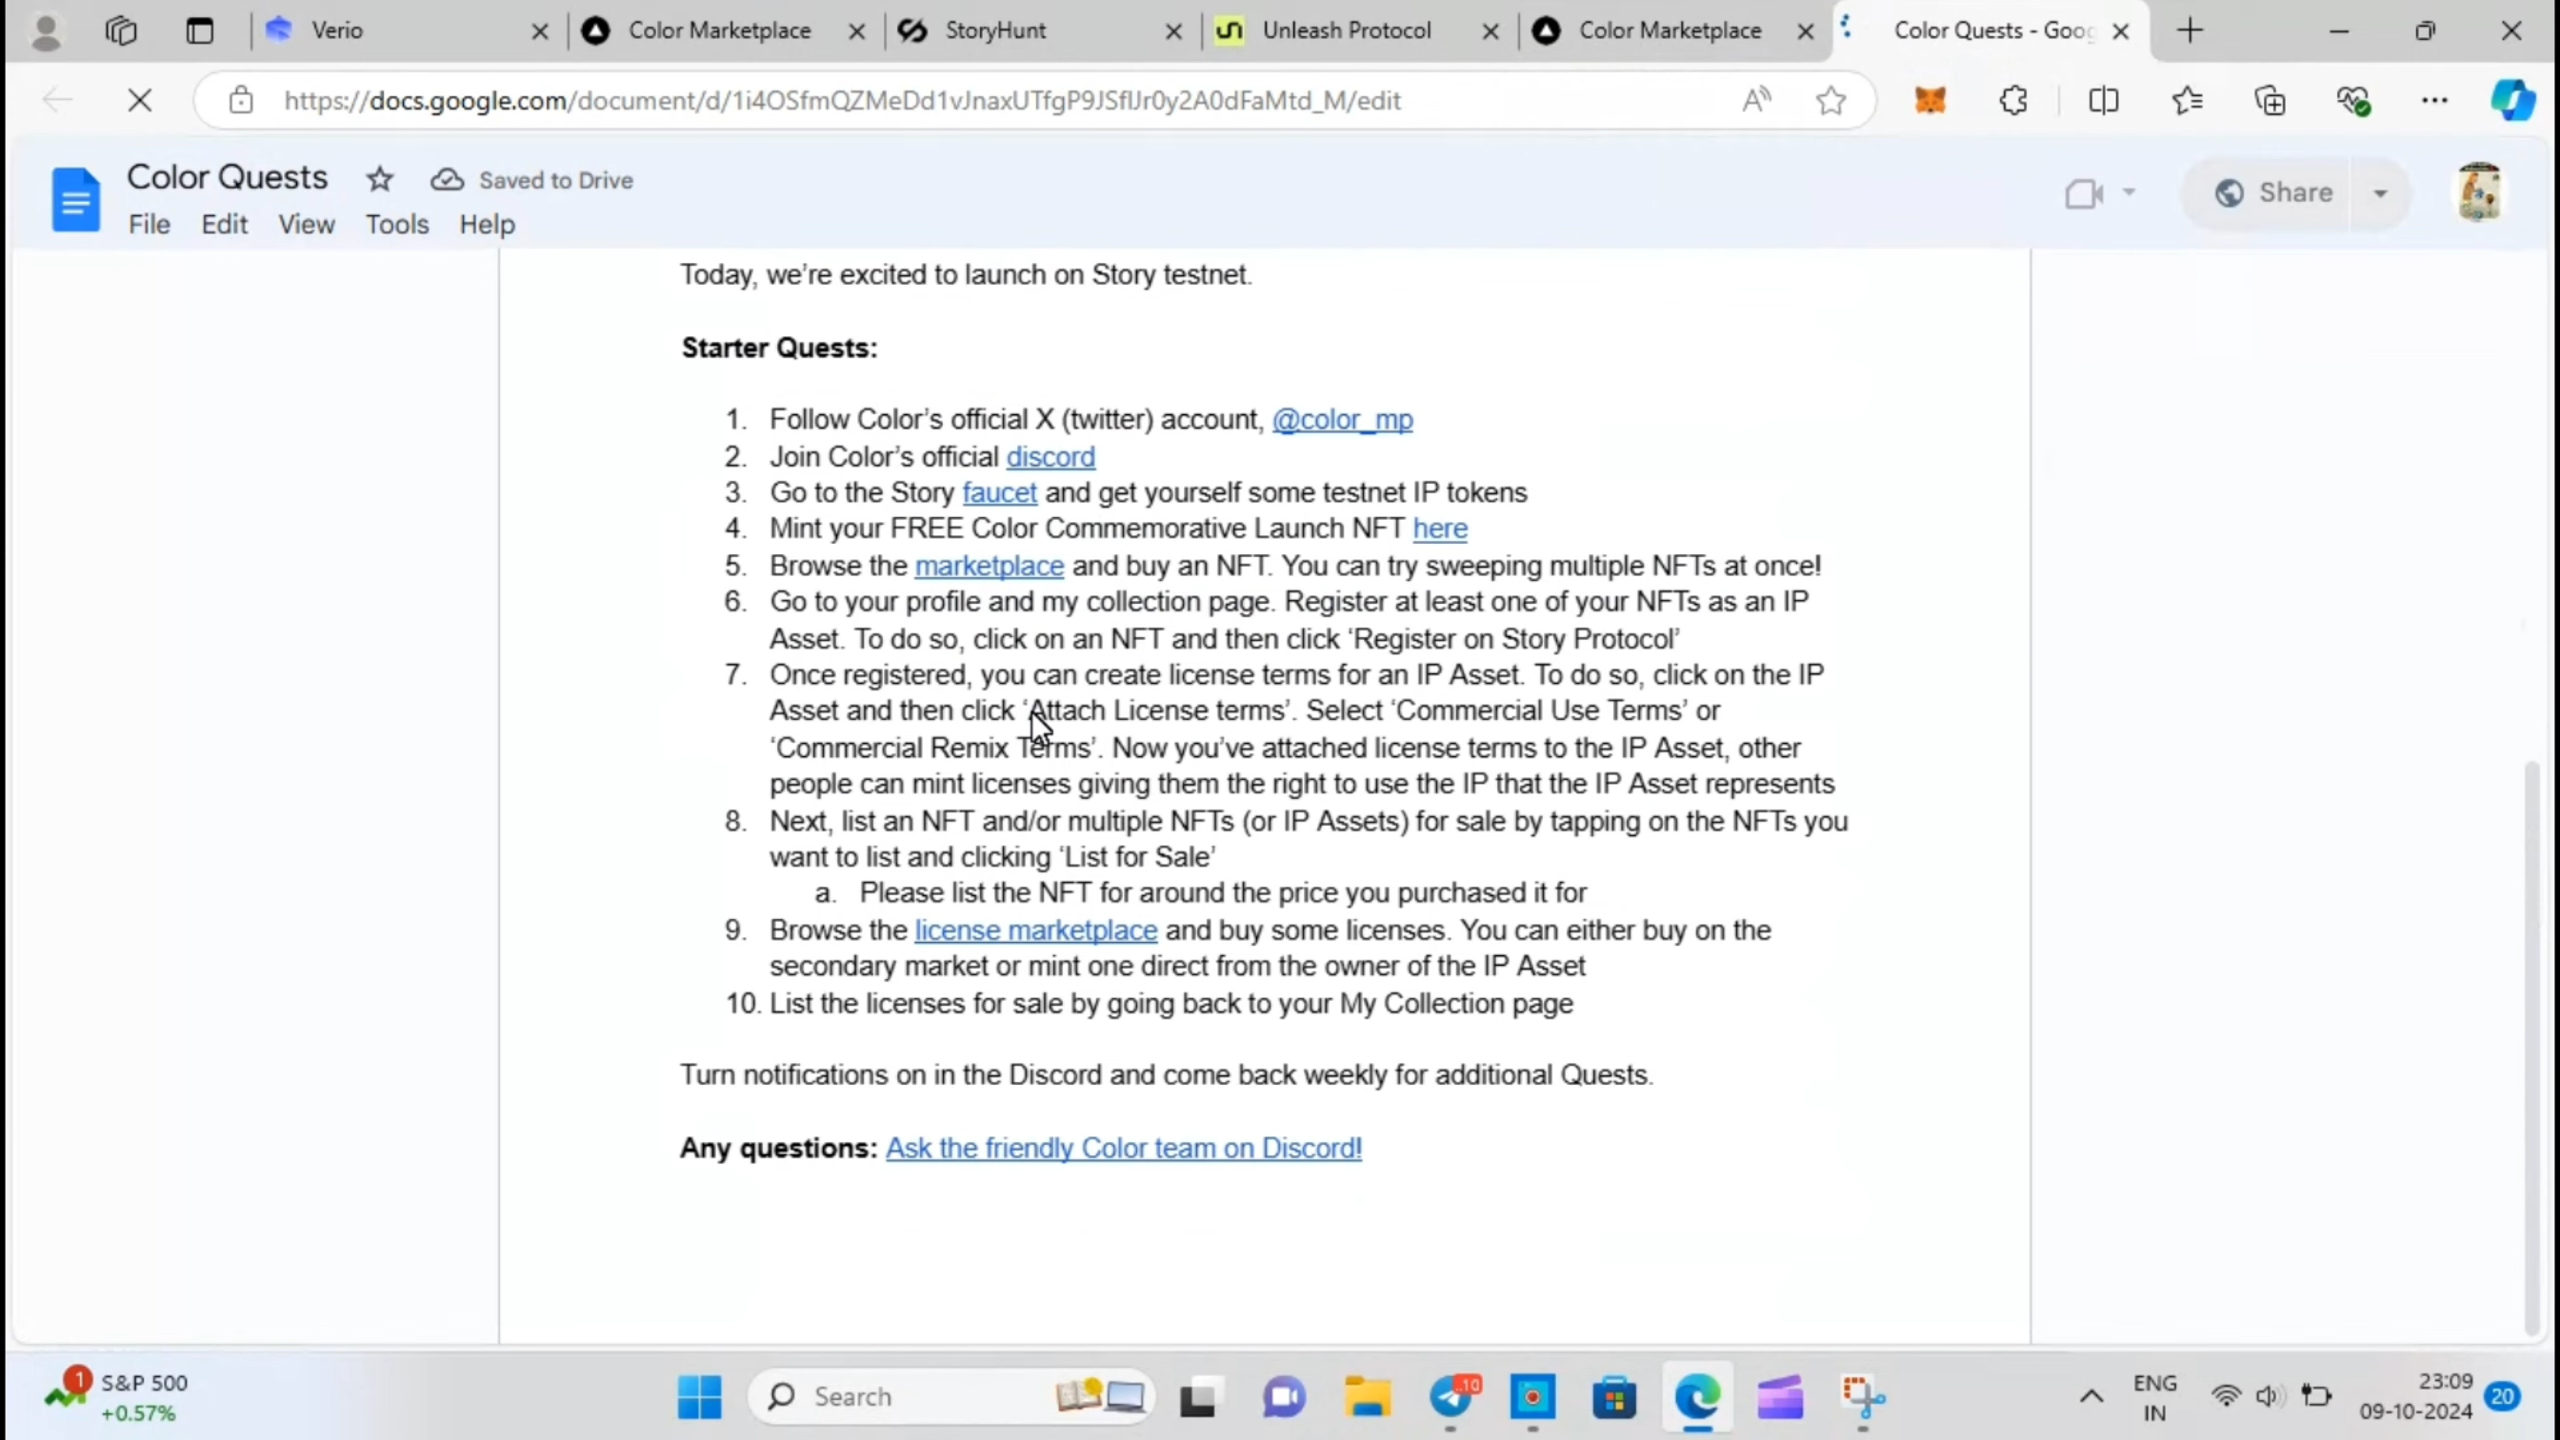 Verio
Color Marketplace
StoryHunt
Unleash Protocol
Color Marketplace
Color Quests - Goog
https://docs.google.com/document/d/1i4OSfmQZMeDd1vJnaxUTfgP9JSflJr0y2A0dFaMtd_M/edit
Color Quests
Saved to Drive
File Edit View Tools Help
Share
Today, we're excited to launch on Story testnet.
Starter Quests:
1. Follow Color's official X (twitter) account, @color_mp
2. Join Color's official discord
3. Go to the Story faucet and get yourself some testnet IP tokens
4. Mint your FREE Color Commemorative Launch NFT here
5. Browse the marketplace and buy an NFT. You can try sweeping multiple NFTs at once!
6. Go to your profile and my collection page. Register at least one of your NFTs as an IP
Asset. To do so, click on an NFT and then click ‘Register on Story Protocol’
7. Once registered, you can create license terms for an IP Asset. To do so, click on the IP
Asset and then click ‘Attach License terms’. Select ‘Commercial Use Terms’ or
‘Commercial Remix Terms’. Now you've attached license terms to the IP Asset, other
people can mint licenses giving them the right to use the IP that the IP Asset represents
8. Next, list an NFT and/or multiple NFTs (or IP Assets) for sale by tapping on the NFTs you
want to list and clicking ‘List for Sale’
a. Please list the NFT for around the price you purchased it for
9. Browse the license marketplace and buy some licenses. You can either buy on the
secondary market or mint one direct from the owner of the IP Asset
10. List the licenses for sale by going back to your My Collection page
Turn notifications on in the Discord and come back weekly for additional Quests.
Any questions: Ask the friendly Color team on Discord!
1
S&P 500
+0.57%
Search
10
ENG
IN
23:09
09-10-2024
20